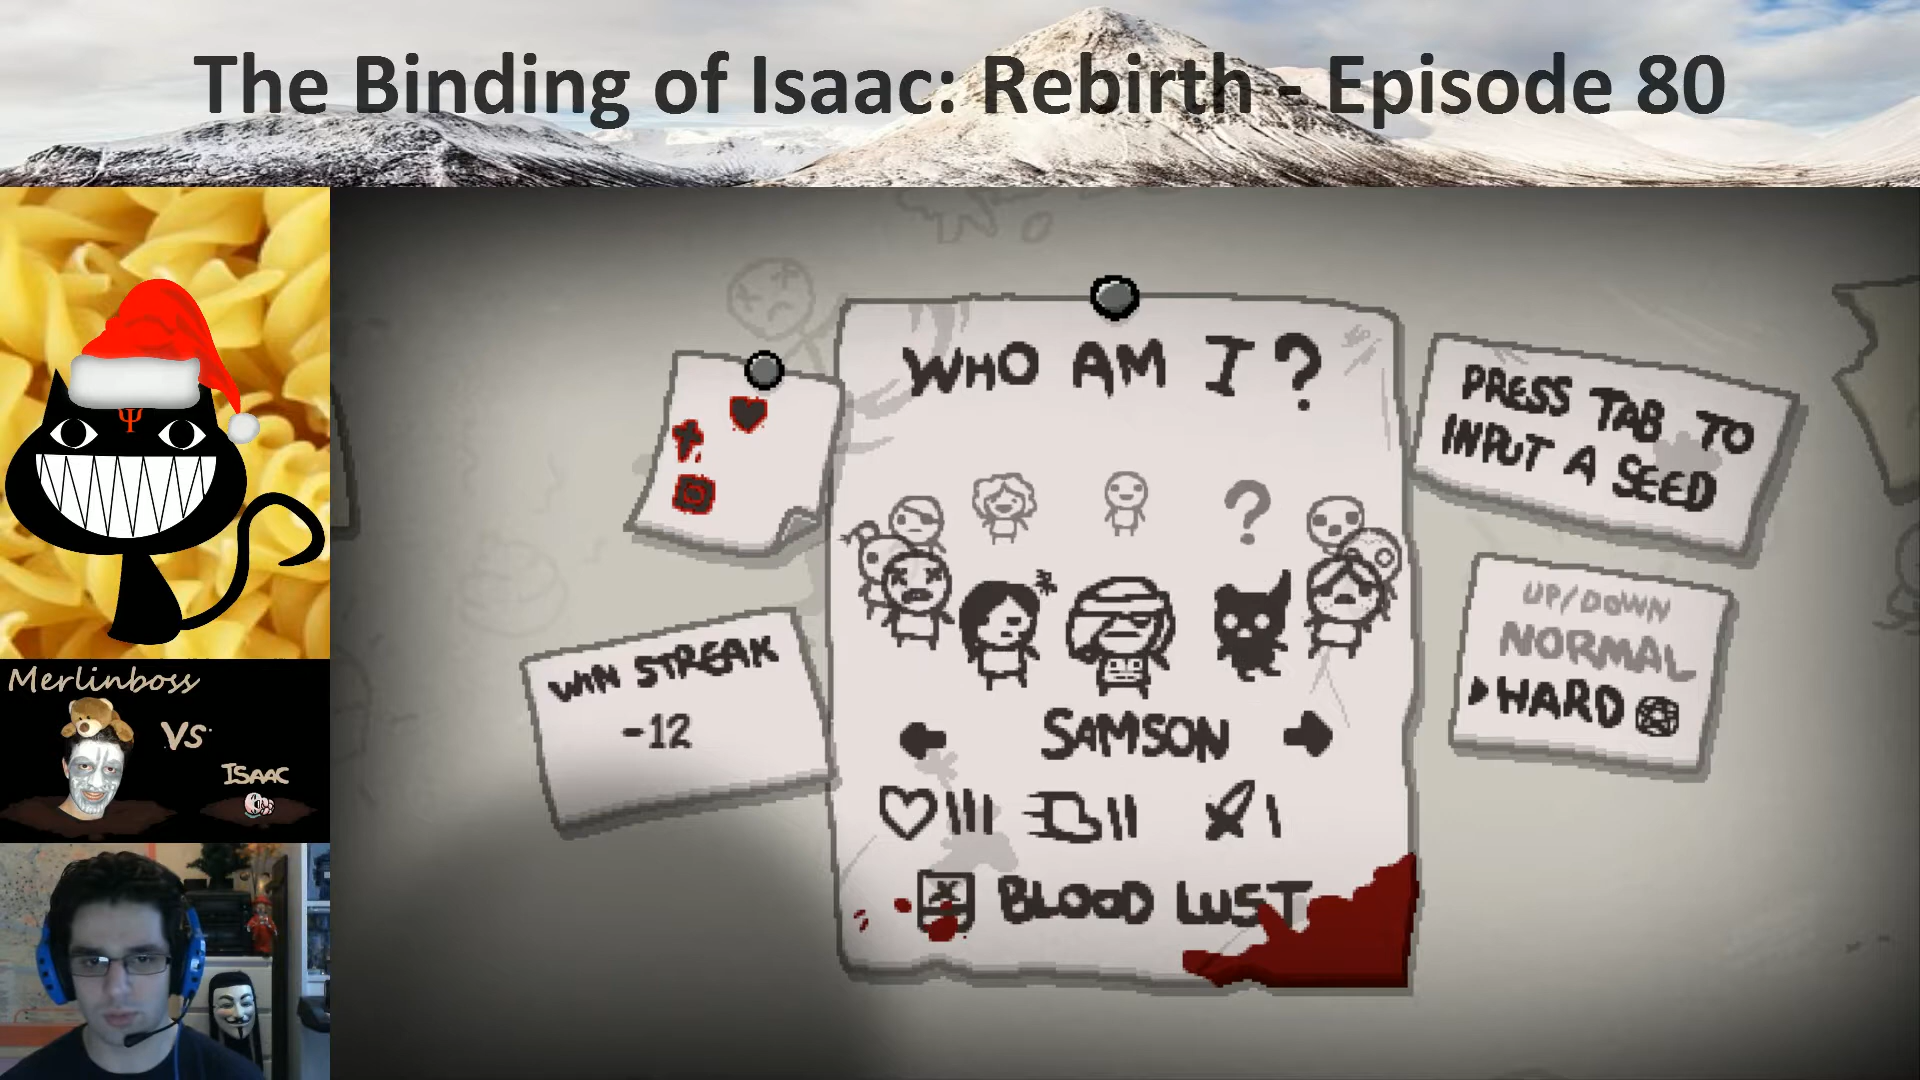 The Binding of Isaac: Rebirth - Episode 80
WHO AM I?
PRESS TAB TO
INPUT A SEED
UP/DOWN
NORMAL
HARD
WIN STREAK
-12
SAMSON
BLOOD LUST
Merlinboss
VS
ISAAC